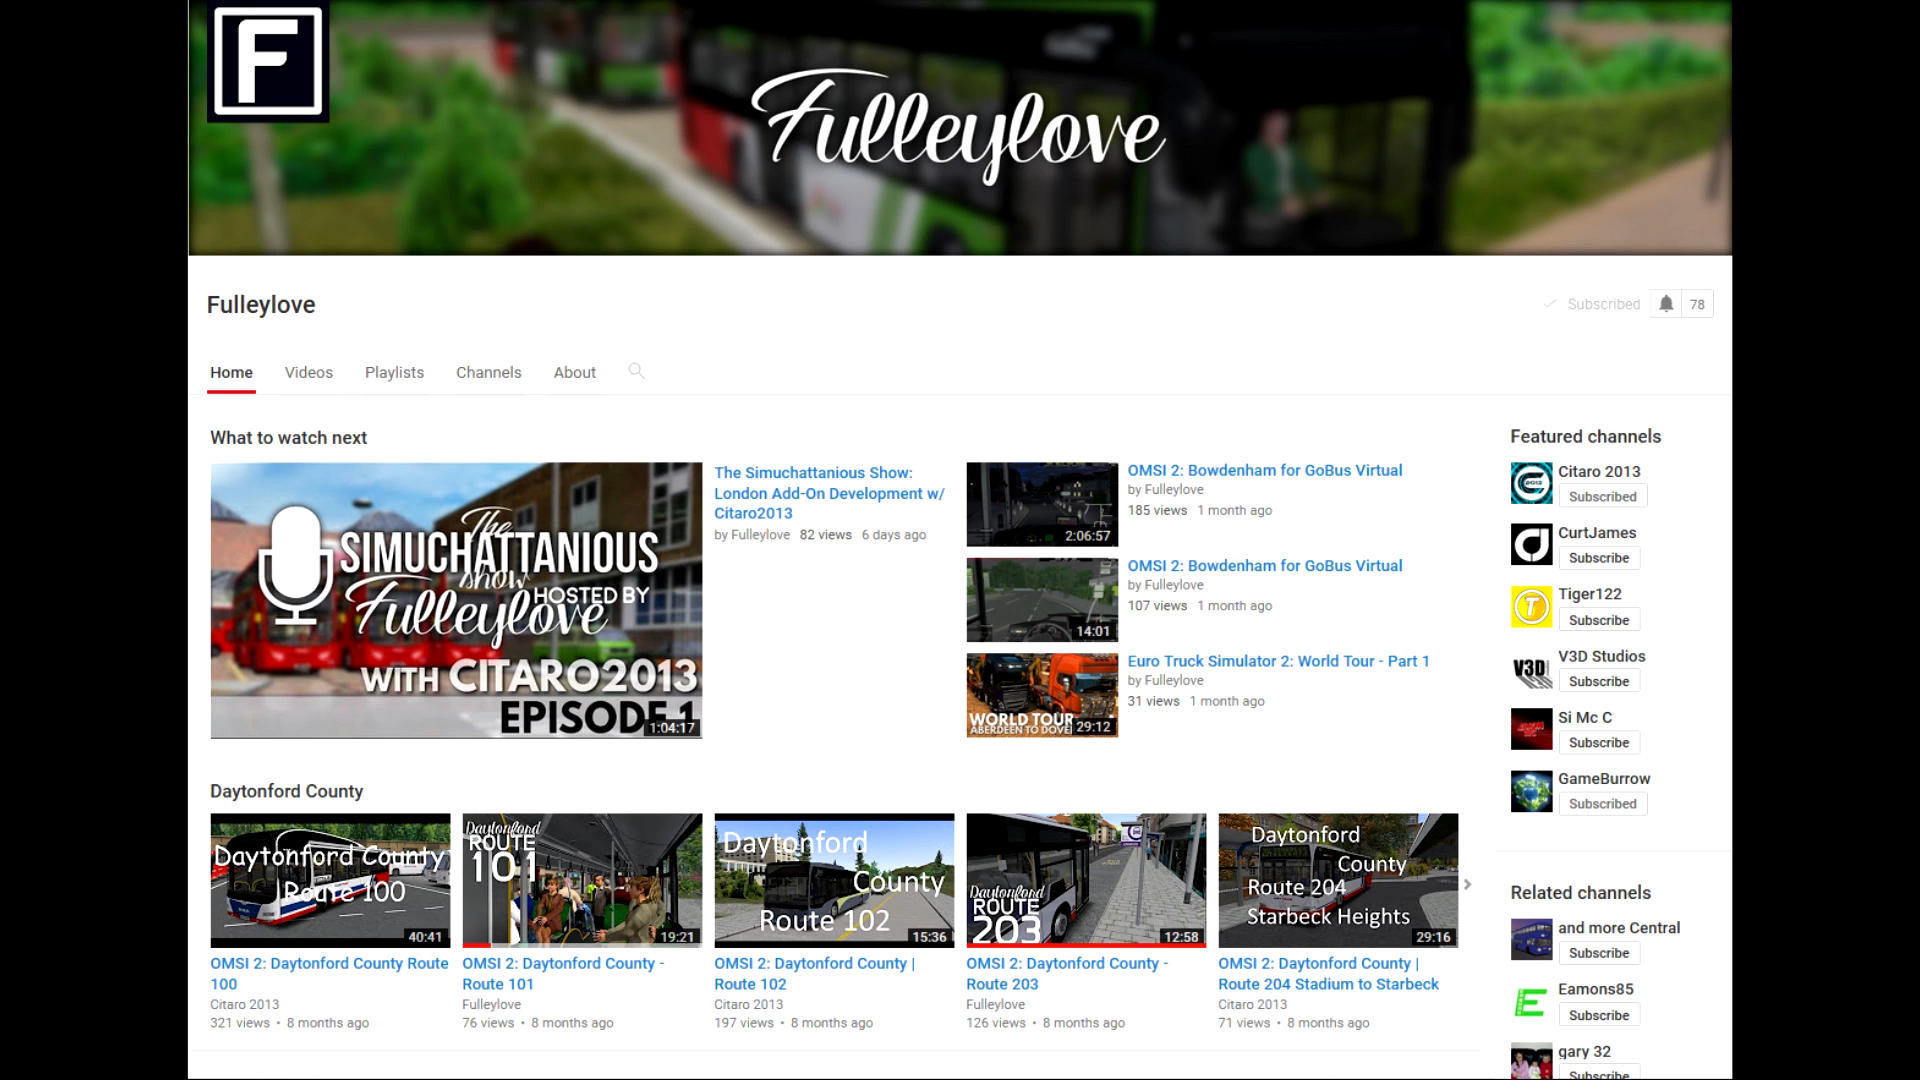 F
Fulleylove
Fulleylove
Subscribed
78
Home
Videos
Playlists
Channels
About
What to watch next
The
SIMUCHATTANIOUS
show
HOSTED BY
Fulleylove
WITH CITARO2013
EPISODE 1
1:04:17
The Simuchattanious Show:
London Add-On Development w/
Citaro2013
by Fulleylove 82 views 6 days ago
2:06:57
OMSI 2: Bowdenham for GoBus Virtual
by Fulleylove
185 views 1 month ago
14:01
OMSI 2: Bowdenham for GoBus Virtual
by Fulleylove
107 views 1 month ago
WORLD TOUR
ABERDEEN TO DOVE
29:12
Euro Truck Simulator 2: World Tour - Part 1
by Fulleylove
31 views 1 month ago
Daytonford County
Daytonford County
Route 100
40:41
OMSI 2: Daytonford County Route
100
Citaro 2013
321 views • 8 months ago
Daytonford
ROUTE
101
19:21
OMSI 2: Daytonford County -
Route 101
Fulleylove
76 views • 8 months ago
Daytonford
County
Route 102
15:36
OMSI 2: Daytonford County |
Route 102
Citaro 2013
197 views • 8 months ago
Daytonford
ROUTE
203
12:58
OMSI 2: Daytonford County -
Route 203
Fulleylove
126 views • 8 months ago
Daytonford
County
Route 204
Starbeck Heights
29:16
OMSI 2: Daytonford County |
Route 204 Stadium to Starbeck
Citaro 2013
71 views • 8 months ago
Featured channels
2013
Citaro 2013
Subscribed
CurtJames
Subscribe
T
Tiger122
Subscribe
V3D
V3D Studios
Subscribe
Si Mc C
Subscribe
GameBurrow
Subscribed
Related channels
and more Central
Subscribe
E
Eamons85
Subscribe
gary 32
Subscribe